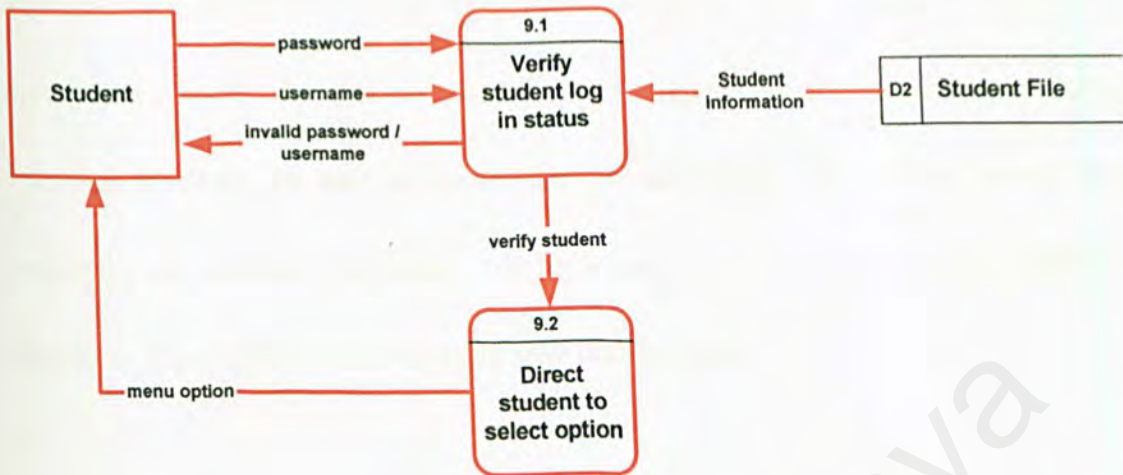 Student
password
username
invalid password /
username
9.1
Verify
student log
in status
Student
Information
D2
Student File
verify student
9.2
Direct
student to
select option
menu option